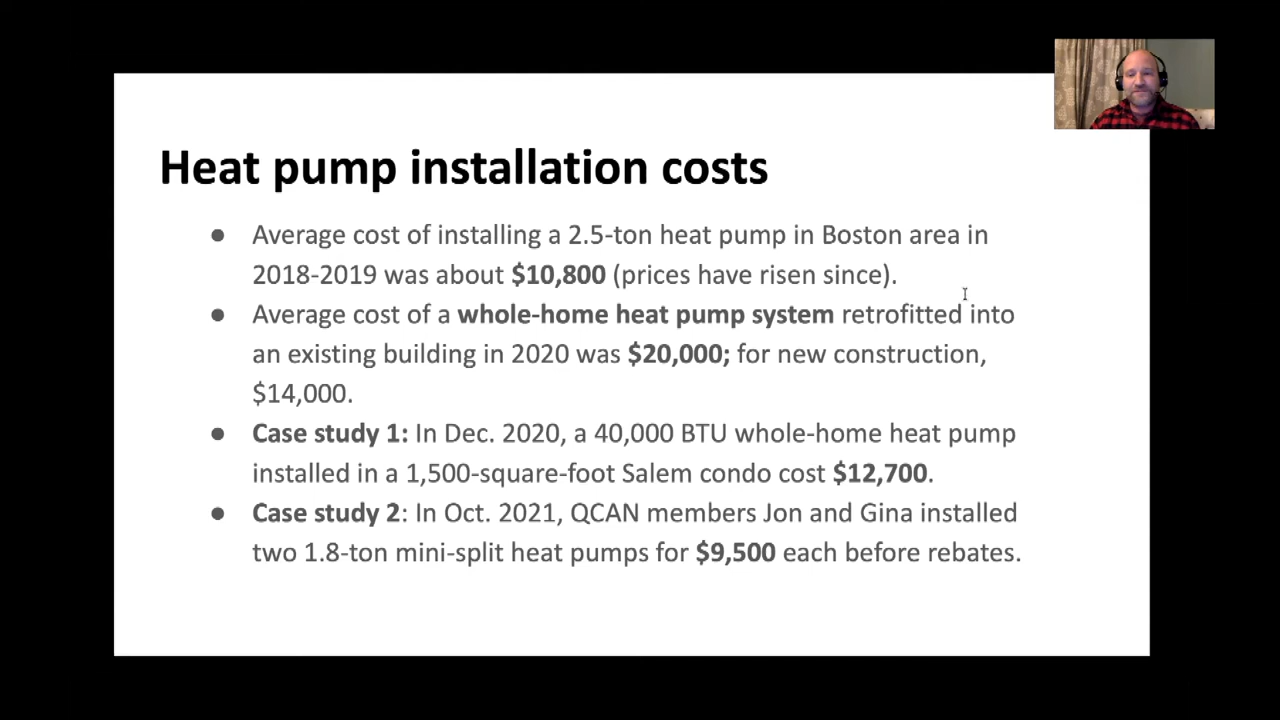 Heat pump installation costs
● Average cost of installing a 2.5-ton heat pump in Boston area in
2018-2019 was about $10,800 (prices have risen since).
● Average cost of a whole-home heat pump system retrofitted into
an existing building in 2020 was $20,000; for new construction,
$14,000.
● Case study 1: In Dec. 2020, a 40,000 BTU whole-home heat pump
installed in a 1,500-square-foot Salem condo cost $12,700.
● Case study 2: In Oct. 2021, QCAN members Jon and Gina installed
two 1.8-ton mini-split heat pumps for $9,500 each before rebates.